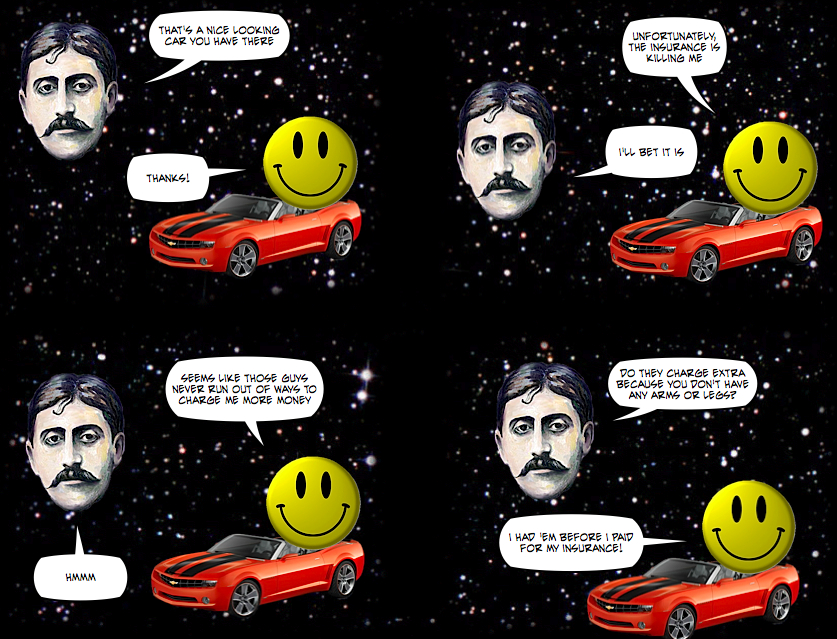 THAT'S A NICE LOOKING
CAR YOU HAVE THERE
THANKS!
UNFORTUNATELY,
THE INSURANCE IS
KILLING ME
I'LL BET IT IS
SEEMS LIKE THOSE GUYS
NEVER RUN OUT OF WAYS TO
CHARGE ME MORE MONEY
HMMM
DO THEY CHARGE EXTRA
BECAUSE YOU DON'T HAVE
ANY ARMS OR LEGS?
I HAD 'EM BEFORE I PAID
FOR MY INSURANCE!